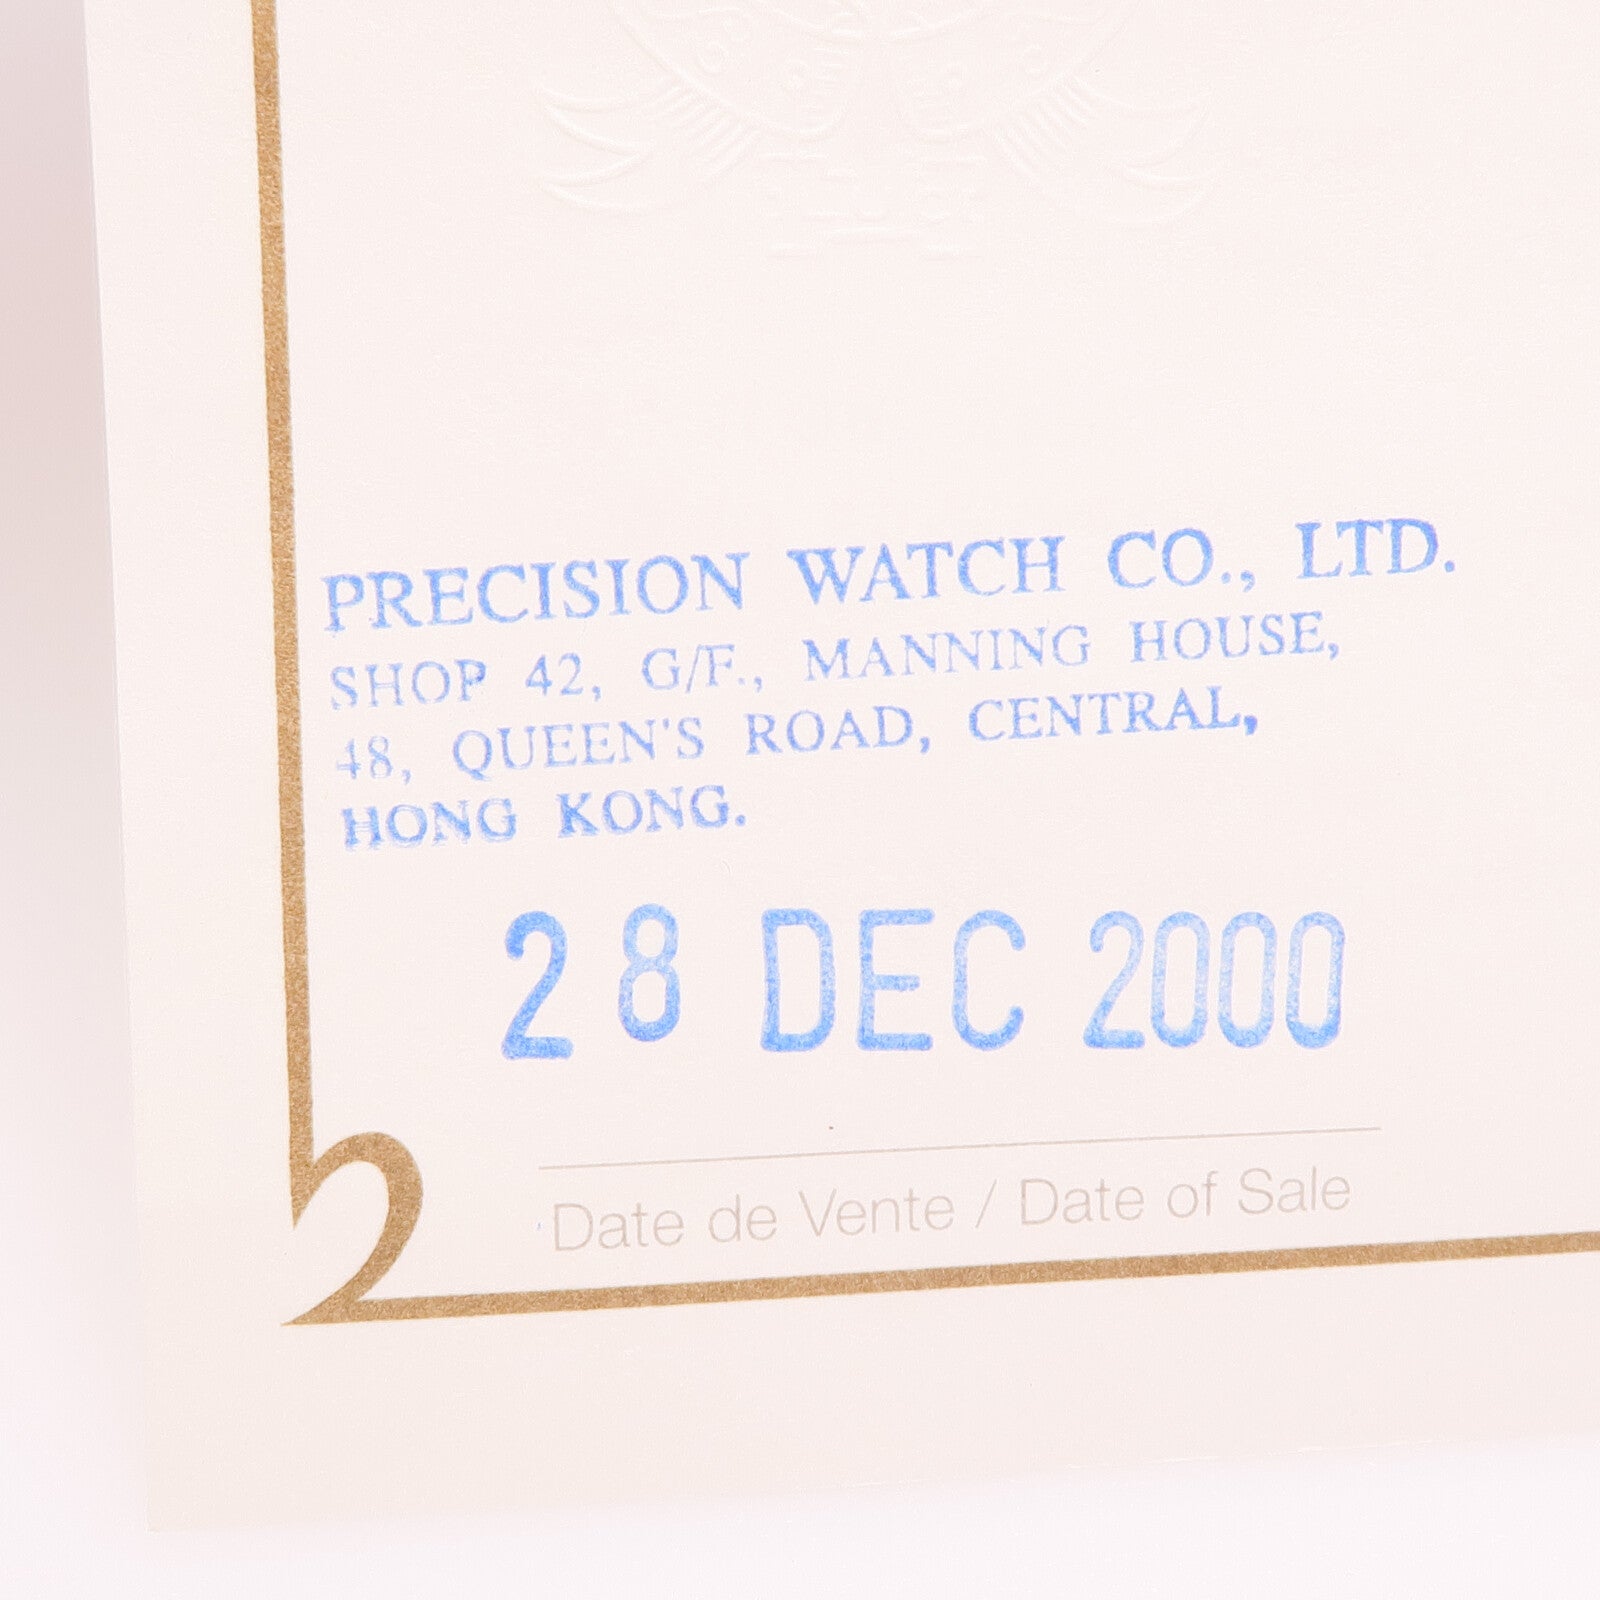 PRECISION WATCH CO., LTD.
SHOP 42, G/F., MANNING HOUSE,
48, QUEEN'S ROAD, CENTRAL,
HONG KONG.
28 DEC 2000
Date de Vente / Date of Sale